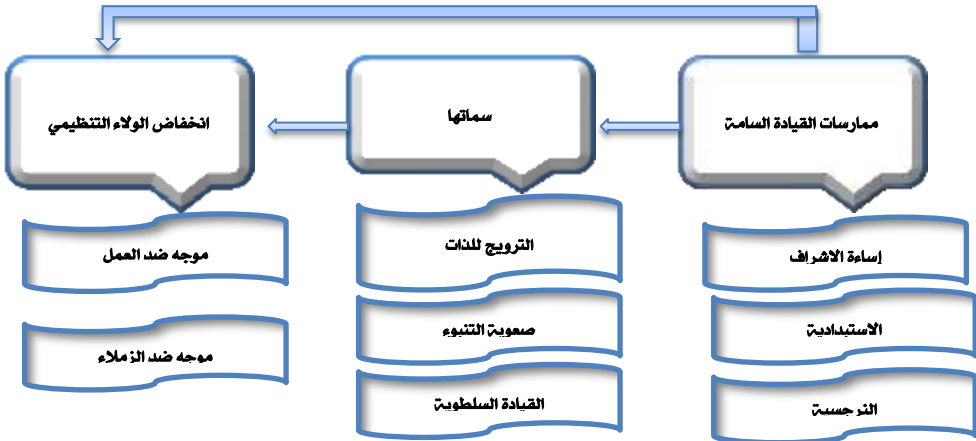 ممارسات القيادة السامة
سماتها
انخفاض الولاء التنظيمي
إساءة الاشراف
الاستبدادية
النرجسية
الترويج للذات
صعوبة التنبوء
القيادة السلطوية
موجه ضد العمل
موجه ضد الزملاء